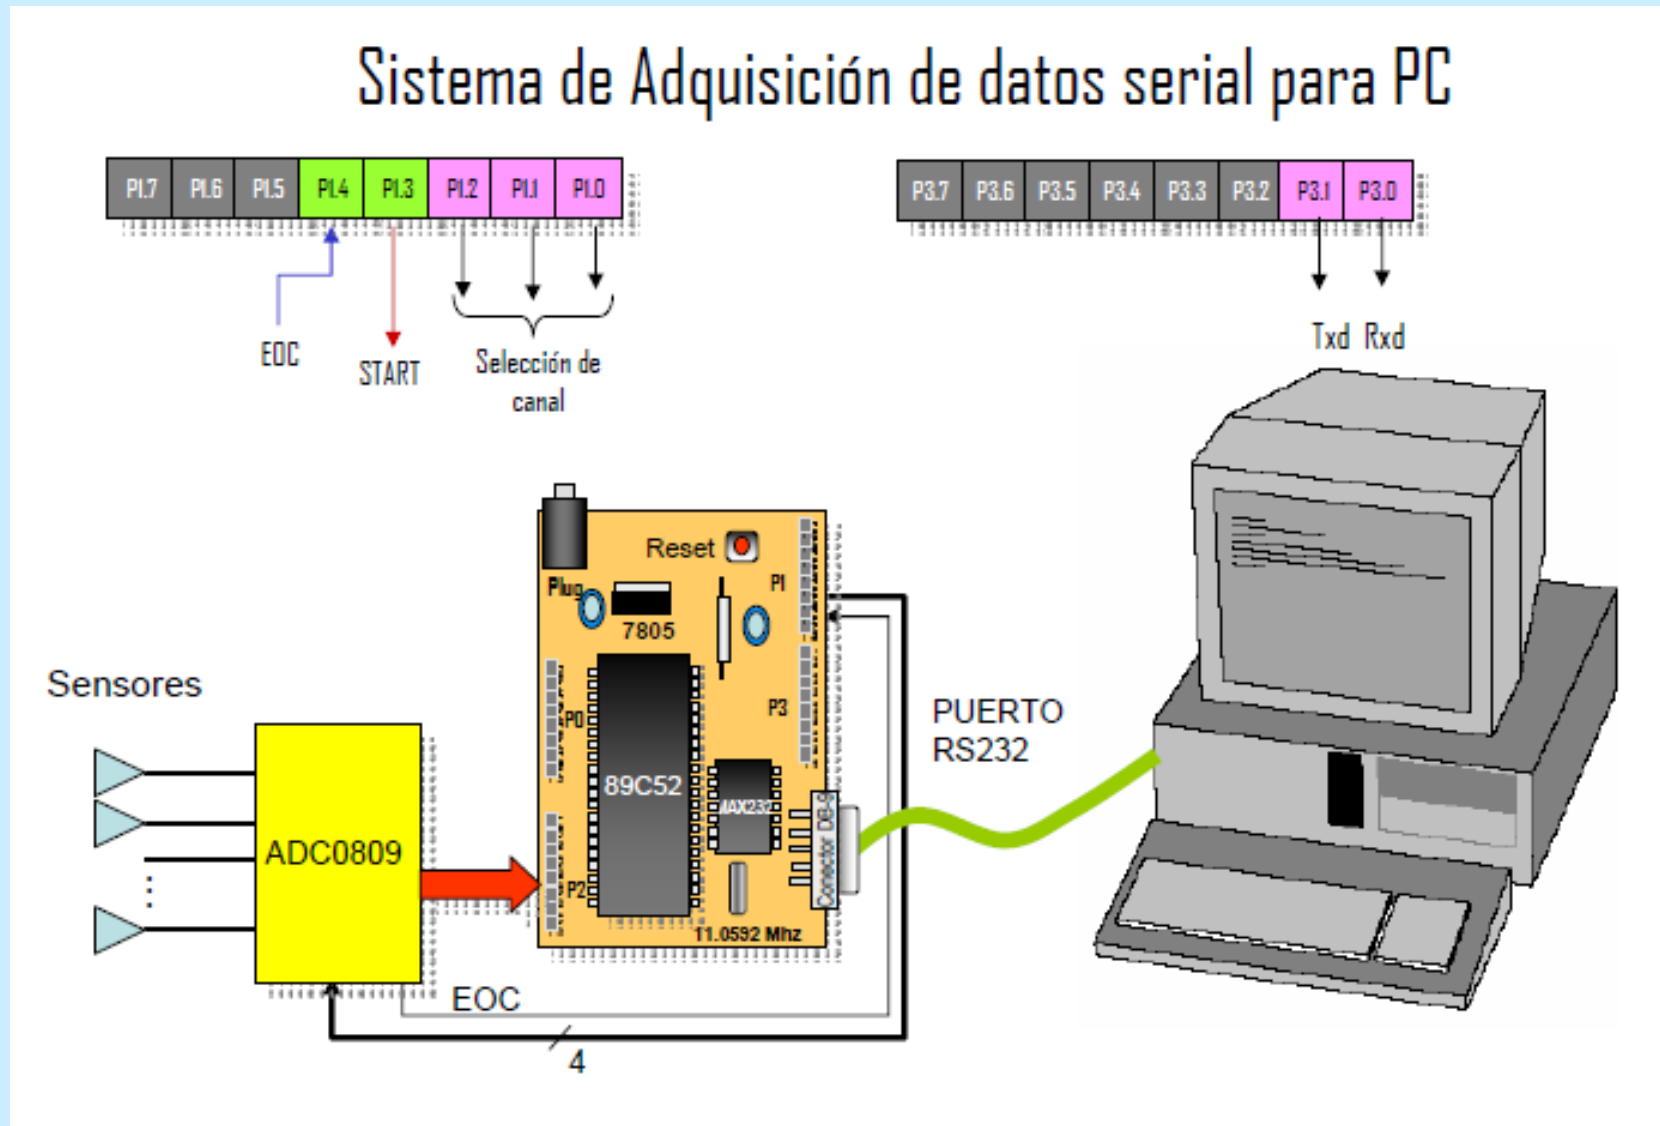 Sistema de Adquisición de datos serial para PC
P1.7 P1.6 P1.5 P1.4 P1.3 P1.2 P1.1 P1.0
P3.7 P3.6 P3.5 P3.4 P3.3 P3.2 P3.1 P3.0
EOC
START
Selección de
canal
Txd Rxd
Reset
Plug
P1
7805
Sensores
P0
P3
PUERTO
RS232
89C52
MAX232
ADC0809
Conector DB-9
P2
11.0592 Mhz
EOC
4